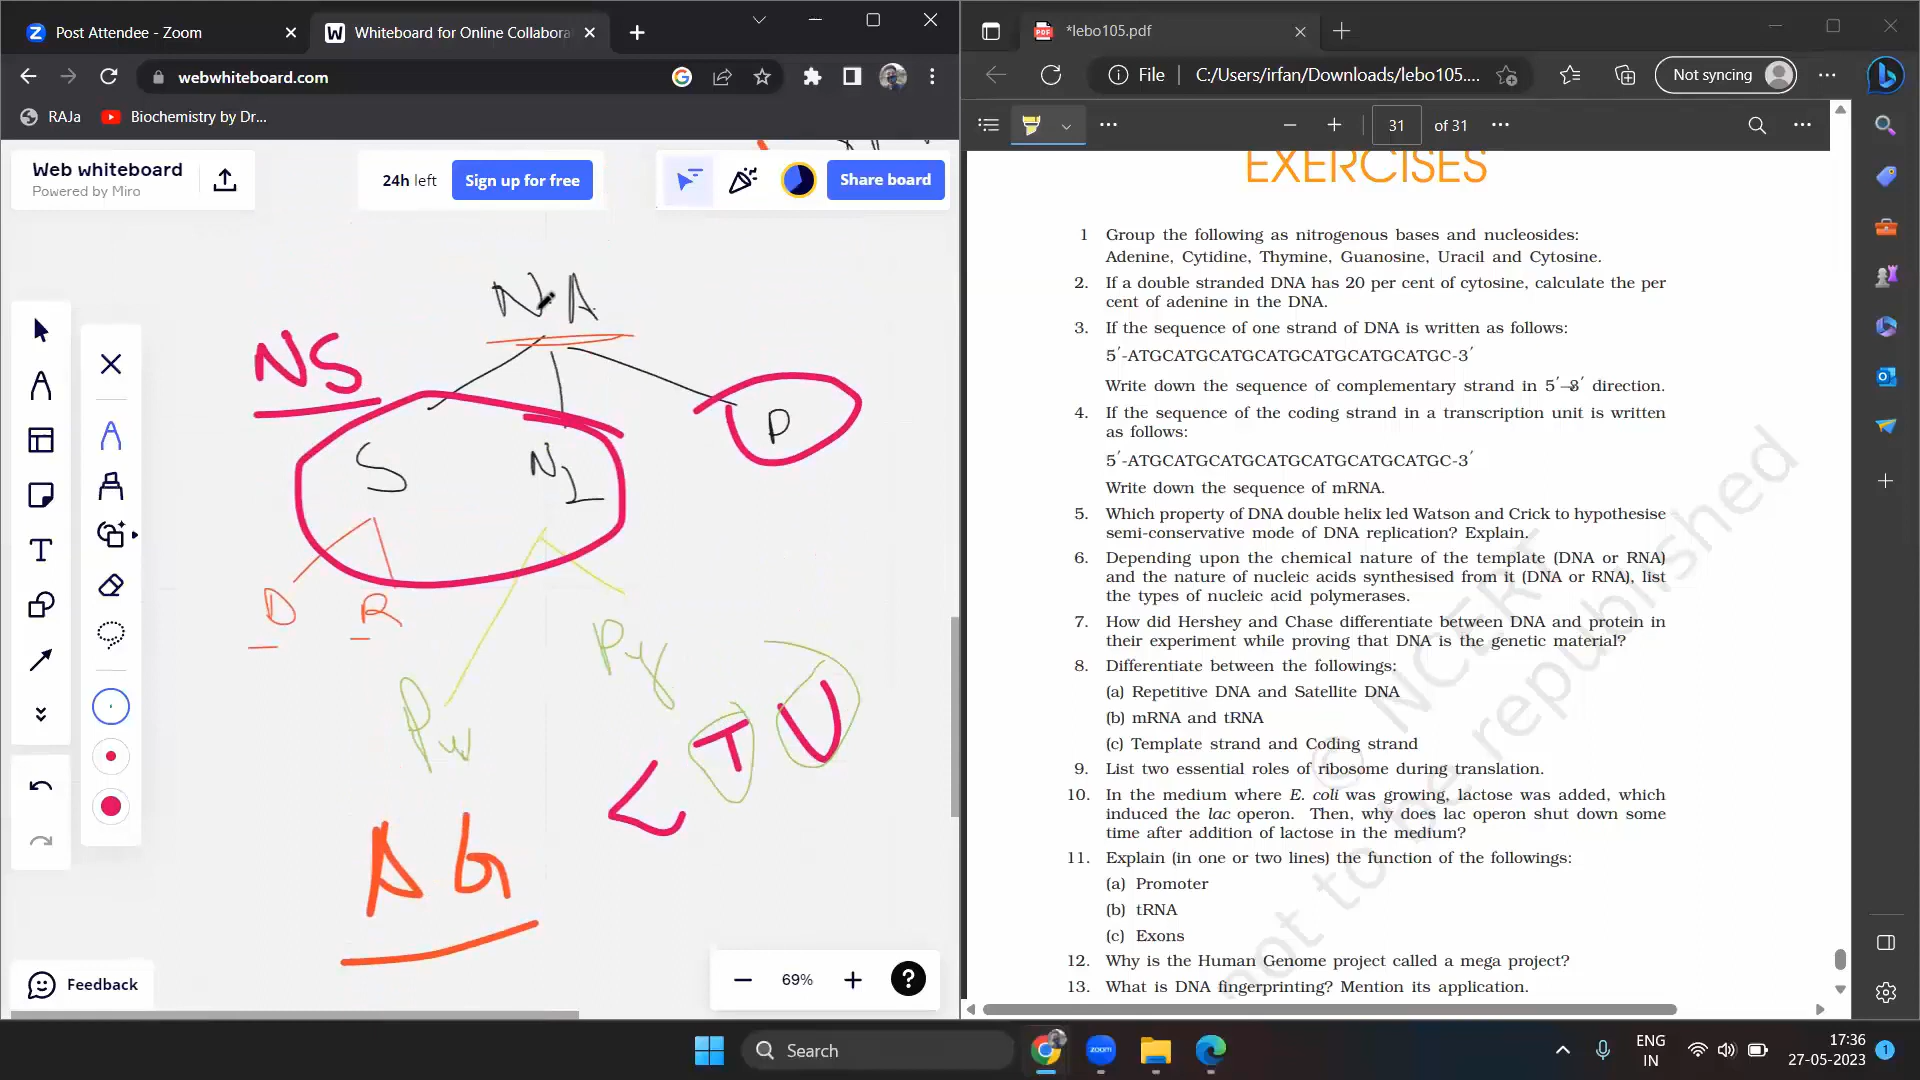 Post Attendee - Zoom
Whiteboard for Online Collabora
webwhiteboard.com
RAJa
Biochemistry by Dr...
Web whiteboard
Powered by Miro
24h left
Sign up for free
Share board
NA
NS
S
P
D
R
Py
Pu
T U
A G
Feedback
69%
*lebo105.pdf
File
C:/Users/irfan/Downloads/lebo105....
Not syncing
31
of 31
EXERCISES
1 Group the following as nitrogenous bases and nucleosides:
Adenine, Cytidine, Thymine, Guanosine, Uracil and Cytosine.
2. If a double stranded DNA has 20 per cent of cytosine, calculate the per
cent of adenine in the DNA.
3. If the sequence of one strand of DNA is written as follows:
5′-ATGCATGCATGCATGCATGCATGCATGC-3′
Write down the sequence of complementary strand in 5′→3′ direction.
4. If the sequence of the coding strand in a transcription unit is written
as follows:
5′-ATGCATGCATGCATGCATGCATGCATGC-3′
Write down the sequence of mRNA.
5. Which property of DNA double helix led Watson and Crick to hypothesise
semi-conservative mode of DNA replication? Explain.
6. Depending upon the chemical nature of the template (DNA or RNA)
and the nature of nucleic acids synthesised from it (DNA or RNA), list
the types of nucleic acid polymerases.
7. How did Hershey and Chase differentiate between DNA and protein in
their experiment while proving that DNA is the genetic material?
8. Differentiate between the followings:
(a) Repetitive DNA and Satellite DNA
(b) mRNA and tRNA
(c) Template strand and Coding strand
9. List two essential roles of ribosome during translation.
10. In the medium where E. coli was growing, lactose was added, which
induced the lac operon. Then, why does lac operon shut down some
time after addition of lactose in the medium?
11. Explain (in one or two lines) the function of the followings:
(a) Promoter
(b) tRNA
(c) Exons
12. Why is the Human Genome project called a mega project?
13. What is DNA fingerprinting? Mention its application.
© NCERT
not to be republished
Search
zoom
ENG
IN
17:36
27-05-2023
1